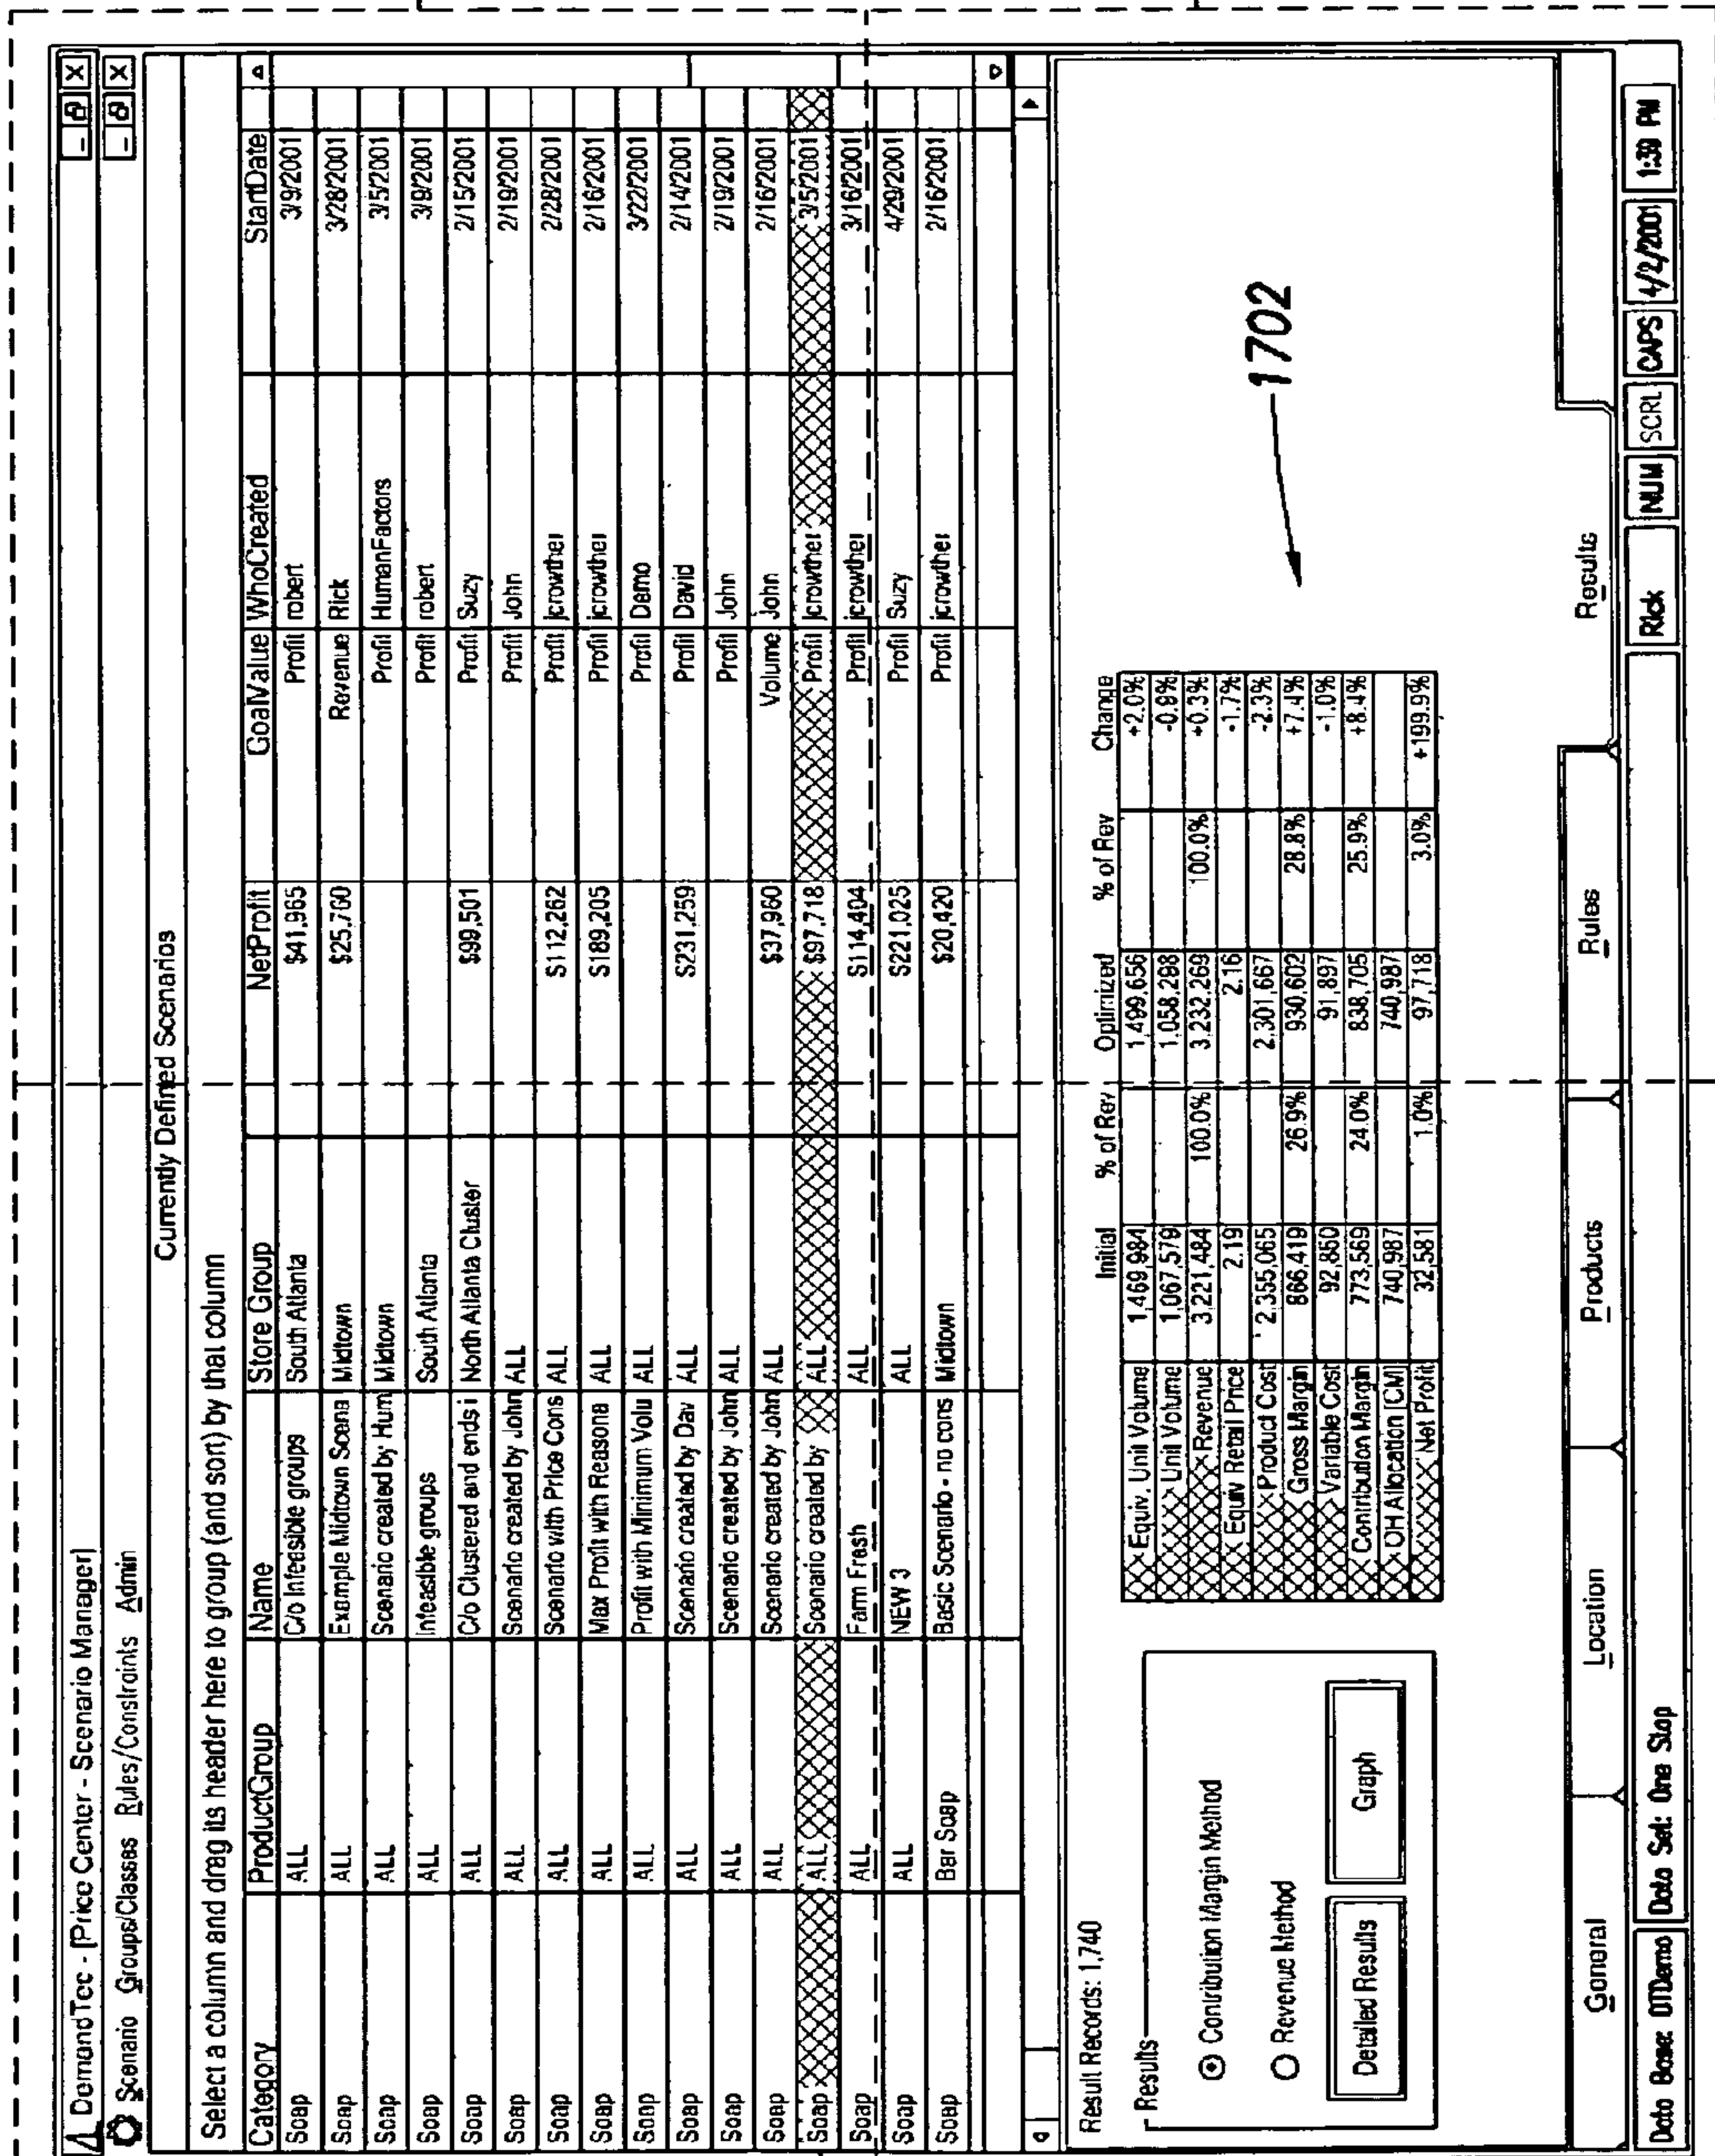 DemandTec - [Price Center - Scenario Manager]
Scenario Groups/Classes Rules/Constraints Admin
Currently Defined Scenarios
Select a column and drag its header here to group (and sort) by that column
Category ProductGroup Name Store Group NetProfit GoalValue WhoCreated StartDate
Soap ALL C/o Infeasible groups South Atlanta $41,965 Profit robert 3/9/2001
Soap ALL Example Midtown Scena Midtown $25,760 Revenue Rick 3/28/2001
Soap ALL Scenario created by Hum Midtown Profit HumanFactors 3/5/2001
Soap ALL Infeasible groups South Atlanta Profit robert 3/9/2001
Soap ALL C/o Clustered and ends i North Atlanta Cluster $99,501 Profit Suzy 2/15/2001
Soap ALL Scenario created by John ALL Profit John 2/19/2001
Soap ALL Scenario with Price Cons ALL $112,262 Profit jcrowther 2/28/2001
Soap ALL Max Profit with Reasona ALL $189,205 Profit jcrowther 2/16/2001
Soap ALL Profit with Minimum Volu ALL Profit Demo 3/22/2001
Soap ALL Scenario created by Dav ALL $231,259 Profit David 2/14/2001
Soap ALL Scenario created by John ALL Profit John 2/19/2001
Soap ALL Scenario created by John ALL $37,960 Volume John 2/16/2001
Soap ALL Scenario created by ALL $97,718 Profit jcrowther 3/5/2001
Soap ALL Farm Fresh ALL $114,404 Profit jcrowther 3/16/2001
Soap ALL NEW 3 ALL $221,025 Profit Suzy 4/29/2001
Soap Bar Soap Basic Scenario - no cons Midtown $20,420 Profit jcrowther 2/16/2001
Result Records: 1,740
Results
Contribution Margin Method
Revenue Method
Detailed Results Graph
Initial % of Rev Optimized % of Rev Change
Equiv. Unit Volume 1,469,984 1,499,656 +2.0%
Unit Volume 1,067,579 1,058,298 -0.9%
Revenue 3,221,484 100.0% 3,232,269 100.0% +0.3%
Equiv Retal Price 2.19 2.16 -1.7%
Product Cost 2,355,065 2,301,667 -2.3%
Gross Margin 866,419 26.9% 930,602 28.8% +7.4%
Variable Cost 92,850 91,897 -1.0%
Contribution Margin 773,569 24.0% 838,705 25.9% +8.4%
OH Allocation [CM] 740,987 740,987
Net Profit 32,581 1.0% 97,718 3.0% +199.9%
1702
General Location Products Rules Results
Data Base: DTDemo Data Set: One Stop Rick NUM SCRL CAPS 4/2/2001 1:39 PM